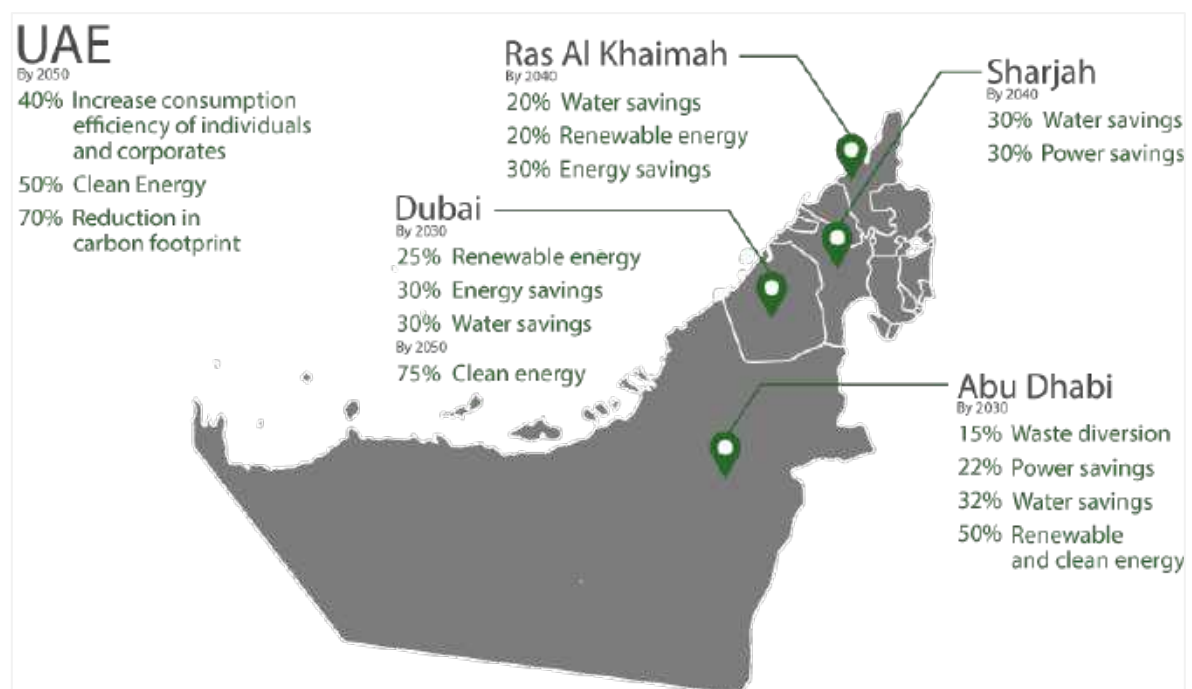 UAE
By 2050
40% Increase consumption
efficiency of individuals
and corporates
50% Clean Energy
70% Reduction in
carbon footprint
Ras Al Khaimah
By 2040
20% Water savings
20% Renewable energy
30% Energy savings
Sharjah
By 2040
30% Water savings
30% Power savings
Dubai
By 2030
25% Renewable energy
30% Energy savings
30% Water savings
By 2050
75% Clean energy
Abu Dhabi
By 2030
15% Waste diversion
22% Power savings
32% Water savings
50% Renewable
and clean energy